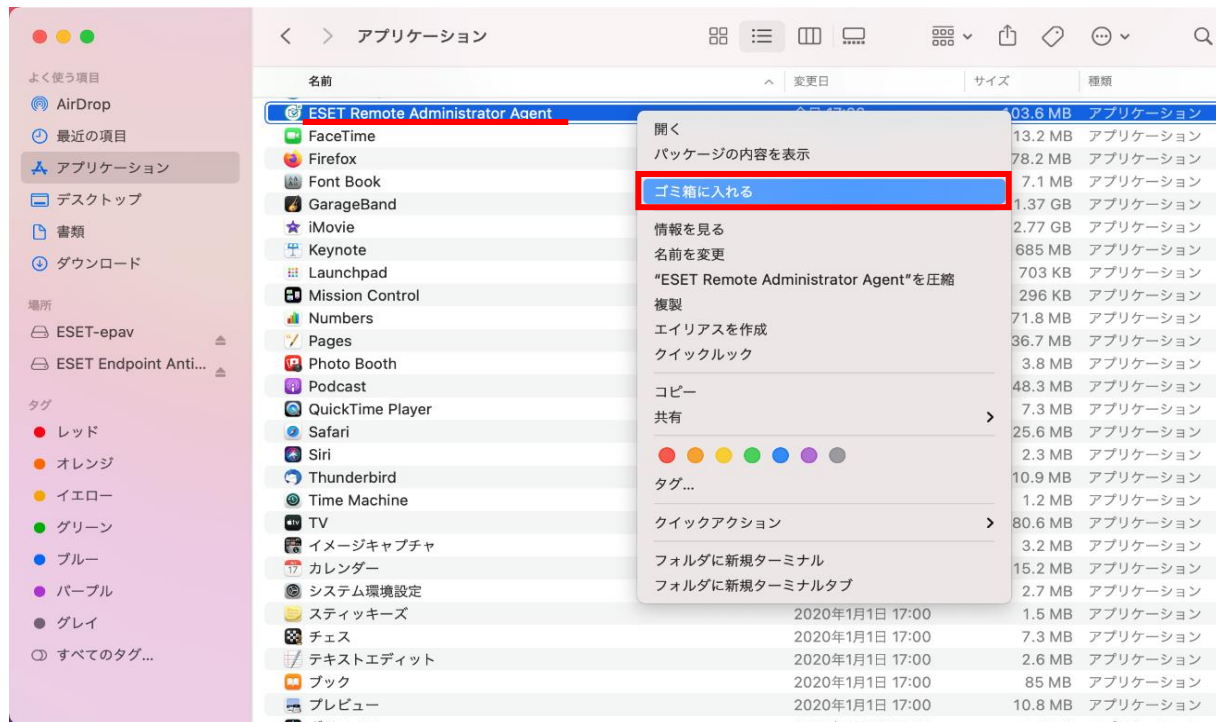 アプリケーション
よく使う項目
AirDrop
最近の項目
アプリケーション
デスクトップ
書類
ダウンロード
場所
ESET-epav
ESET Endpoint Anti...
タグ
レッド
オレンジ
イエロー
グリーン
ブルー
パープル
グレイ
すべてのタグ...
名前 変更日 サイズ 種類
ESET Remote Administrator Agent 103.6 MB アプリケーション
FaceTime 13.2 MB アプリケーション
Firefox 78.2 MB アプリケーション
Font Book 7.1 MB アプリケーション
GarageBand 1.37 GB アプリケーション
iMovie 2.77 GB アプリケーション
Keynote 685 MB アプリケーション
Launchpad 703 KB アプリケーション
Mission Control 296 KB アプリケーション
Numbers 71.8 MB アプリケーション
Pages 36.7 MB アプリケーション
Photo Booth 3.8 MB アプリケーション
Podcast 48.3 MB アプリケーション
QuickTime Player 7.3 MB アプリケーション
Safari 25.6 MB アプリケーション
Siri 2.3 MB アプリケーション
Thunderbird 10.9 MB アプリケーション
Time Machine 1.2 MB アプリケーション
TV 80.6 MB アプリケーション
イメージキャプチャ 3.2 MB アプリケーション
カレンダー 15.2 MB アプリケーション
システム環境設定 2.7 MB アプリケーション
スティッキーズ 2020年1月1日 17:00 1.5 MB アプリケーション
チェス 2020年1月1日 17:00 7.3 MB アプリケーション
テキストエディット 2020年1月1日 17:00 2.6 MB アプリケーション
ブック 2020年1月1日 17:00 85 MB アプリケーション
プレビュー 2020年1月1日 17:00 10.8 MB アプリケーション
開く
パッケージの内容を表示
ゴミ箱に入れる
情報を見る
名前を変更
“ESET Remote Administrator Agent”を圧縮
複製
エイリアスを作成
クイックルック
コピー
共有
タグ...
クイックアクション
フォルダに新規ターミナル
フォルダに新規ターミナルタブ